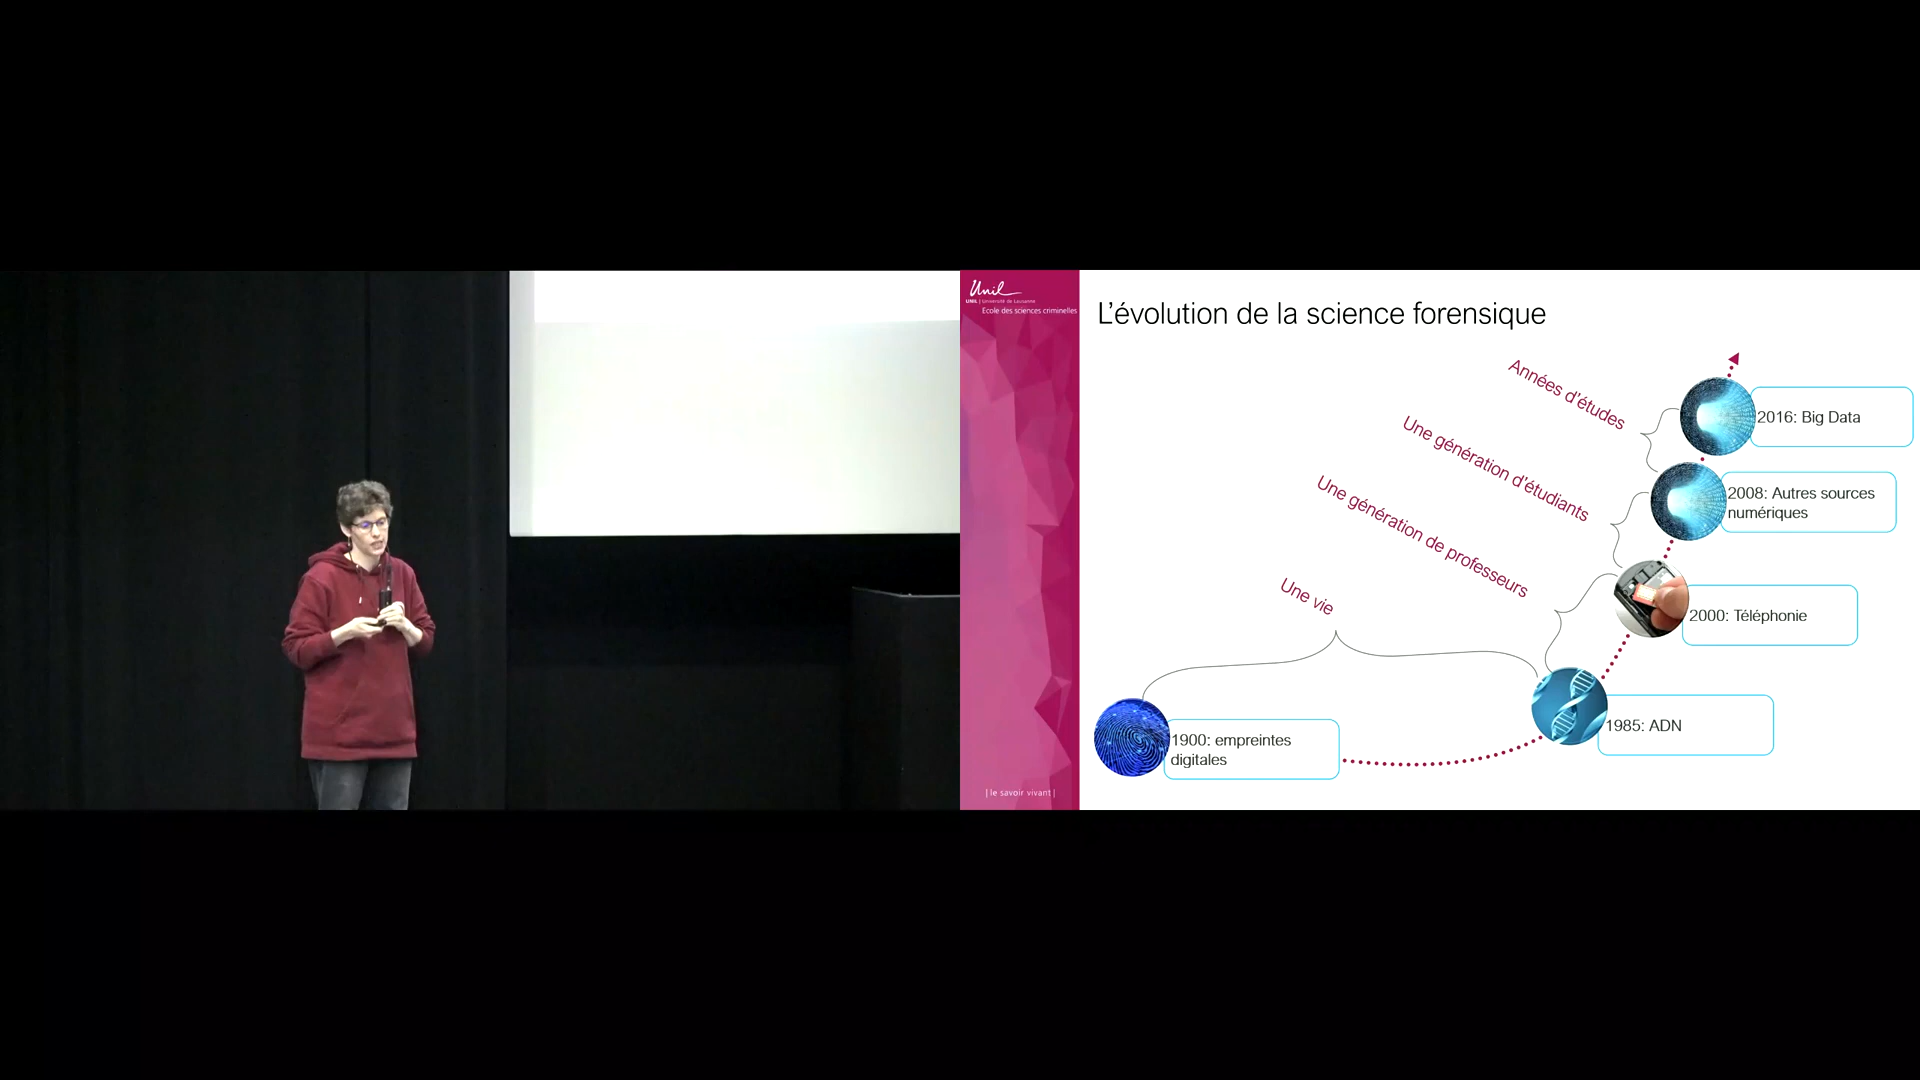 Unil
UNIL | Université de Lausanne
Ecole des sciences criminelles
L'évolution de la science forensique
Années d'études
2016: Big Data
Une génération d'étudiants
2008: Autres sources
numériques
Une génération de professeurs
2000: Téléphonie
Une vie
1985: ADN
1900: empreintes
digitales
| le savoir vivant |